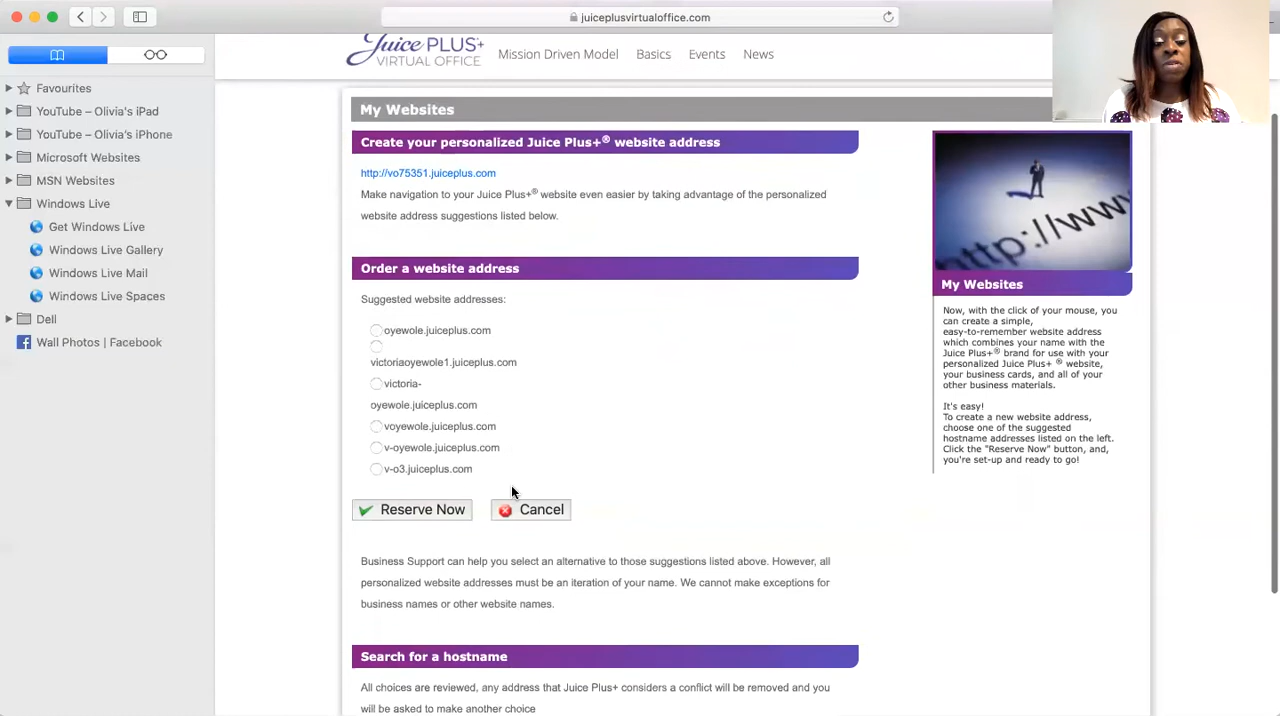 juiceplusvirtualoffice.com
Juice PLUS+
VIRTUAL OFFICE
Mission Driven Model
Basics
Events
News
Favourites
YouTube – Olivia's iPad
YouTube – Olivia's iPhone
Microsoft Websites
MSN Websites
Windows Live
Get Windows Live
Windows Live Gallery
Windows Live Mail
Windows Live Spaces
Dell
Wall Photos | Facebook
My Websites
Create your personalized Juice Plus+® website address
http://vo75351.juiceplus.com
Make navigation to your Juice Plus+® website even easier by taking advantage of the personalized
website address suggestions listed below.
Order a website address
Suggested website addresses:
oyewole.juiceplus.com
victoriaoyewole1.juiceplus.com
victoria-
oyewole.juiceplus.com
voyewole.juiceplus.com
v-oyewole.juiceplus.com
v-o3.juiceplus.com
Reserve Now
Cancel
Business Support can help you select an alternative to those suggestions listed above. However, all
personalized website addresses must be an iteration of your name. We cannot make exceptions for
business names or other website names.
Search for a hostname
All choices are reviewed, any address that Juice Plus+ considers a conflict will be removed and you
will be asked to make another choice
http://www
My Websites
Now, with the click of your mouse, you
can create a simple,
easy-to-remember website address
which combines your name with the
Juice Plus+® brand for use with your
personalized Juice Plus+ ® website,
your business cards, and all of your
other business materials.
It's easy!
To create a new website address,
choose one of the suggested
hostname addresses listed on the left.
Click the "Reserve Now" button, and,
you're set-up and ready to go!